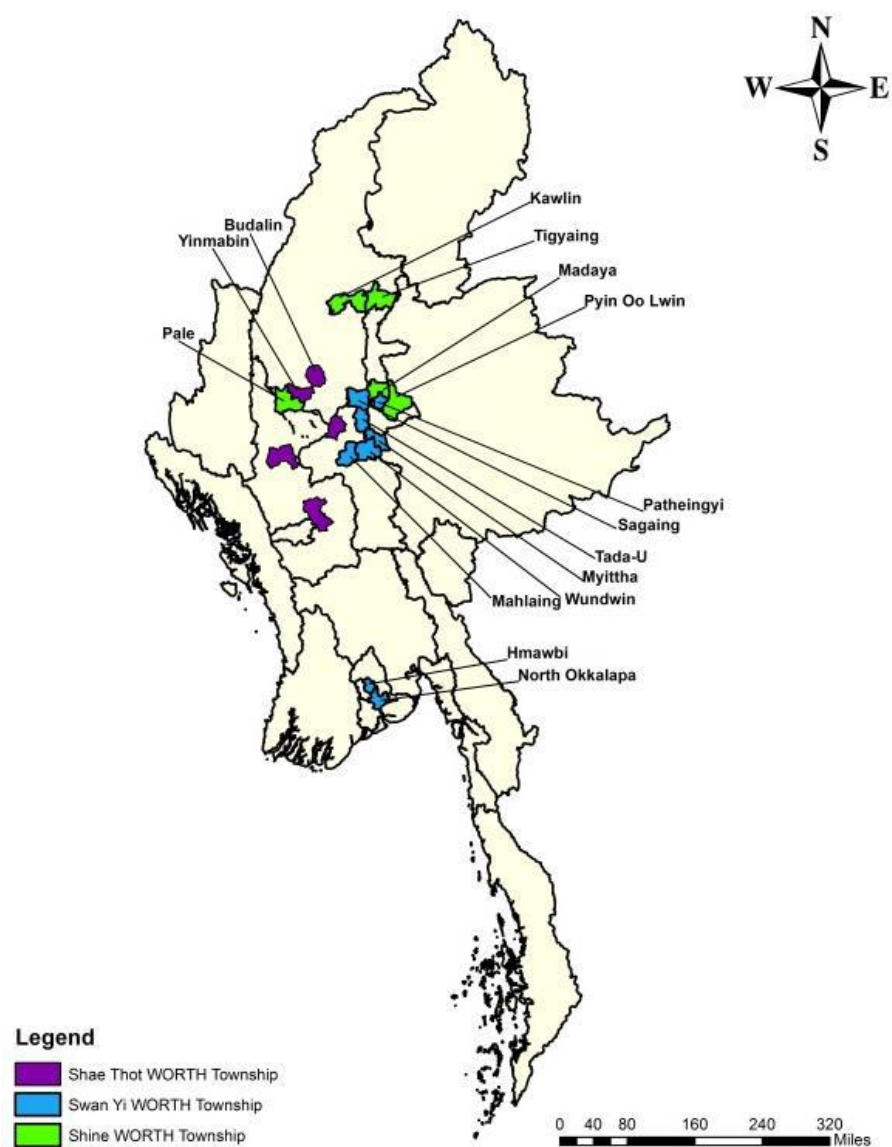 N
W E
S
Kawlin
Budalin
Tigyaing
Yinmabin
Madaya
Pyin Oo Lwin
Pale
Patheingyi
Sagaing
Tada-U
Myittha
Mahlaing
Wundwin
Hmawbi
North Okkalapa
Legend
Shae Thot WORTH Township
Swan Yi WORTH Township
Shine WORTH Township
0 40 80 160 240 320
Miles